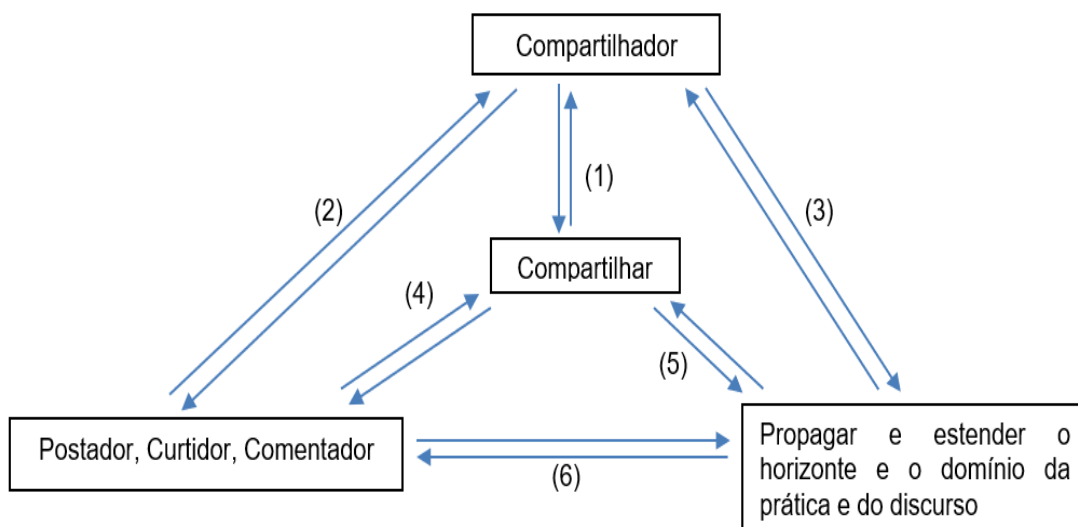 Compartilhador
(1)
(2)
(3)
Compartilhar
(4)
(5)
Postador, Curtidor, Comentador
Propagar e estender o
horizonte e o domínio da
prática e do discurso
(6)